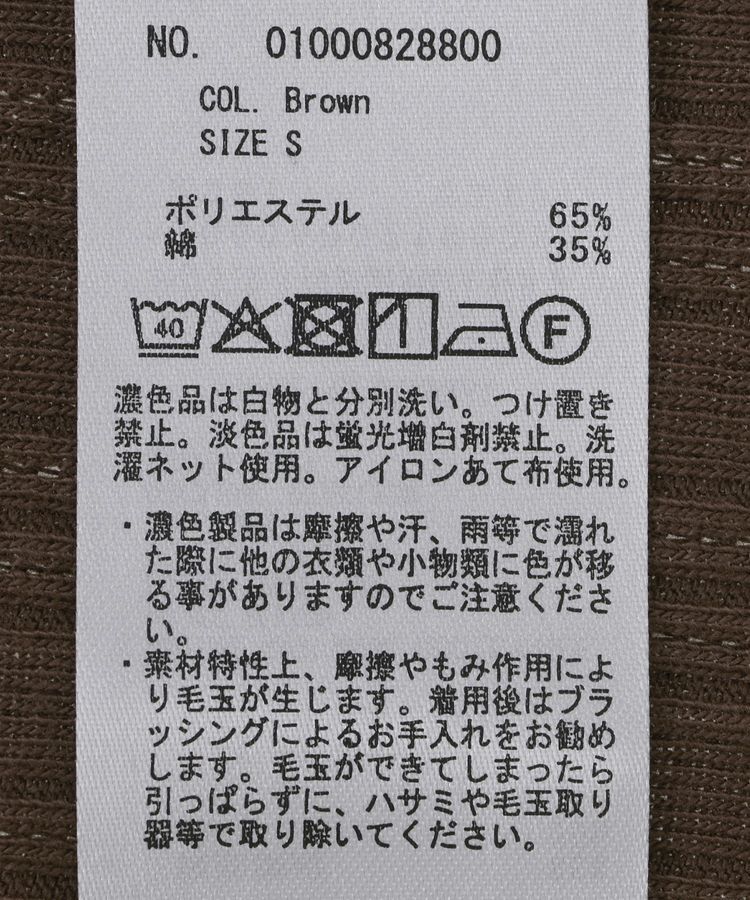 NO. 01000828800
COL. Brown
SIZE S
ポリエステル 65%
綿 35%
40 F
濃色品は白物と分別洗い。つけ置き
禁止。淡色品は蛍光増白剤禁止。洗
濯ネット使用。アイロンあて布使用。
・濃色製品は摩擦や汗、雨等で濡れ
た際に他の衣類や小物類に色が移
る事がありますのでご注意くださ
い。
・素材特性上、摩擦やもみ作用によ
り毛玉が生じます。着用後はブラ
ッシングによるお手入れをお勧め
します。毛玉ができてしまったら
引っぱらずに、ハサミや毛玉取り
器等で取り除いてください。